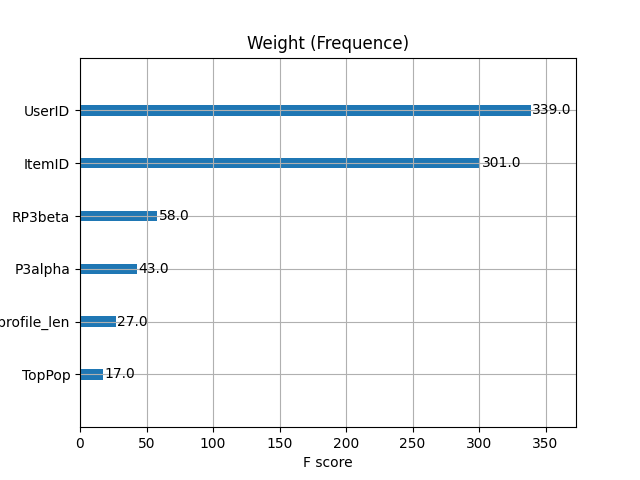 Weight (Frequence)
UserID 339.0
ItemID 301.0
RP3beta 58.0
P3alpha 43.0
profile_len 27.0
TopPop 17.0
0 50 100 150 200 250 300 350
F score